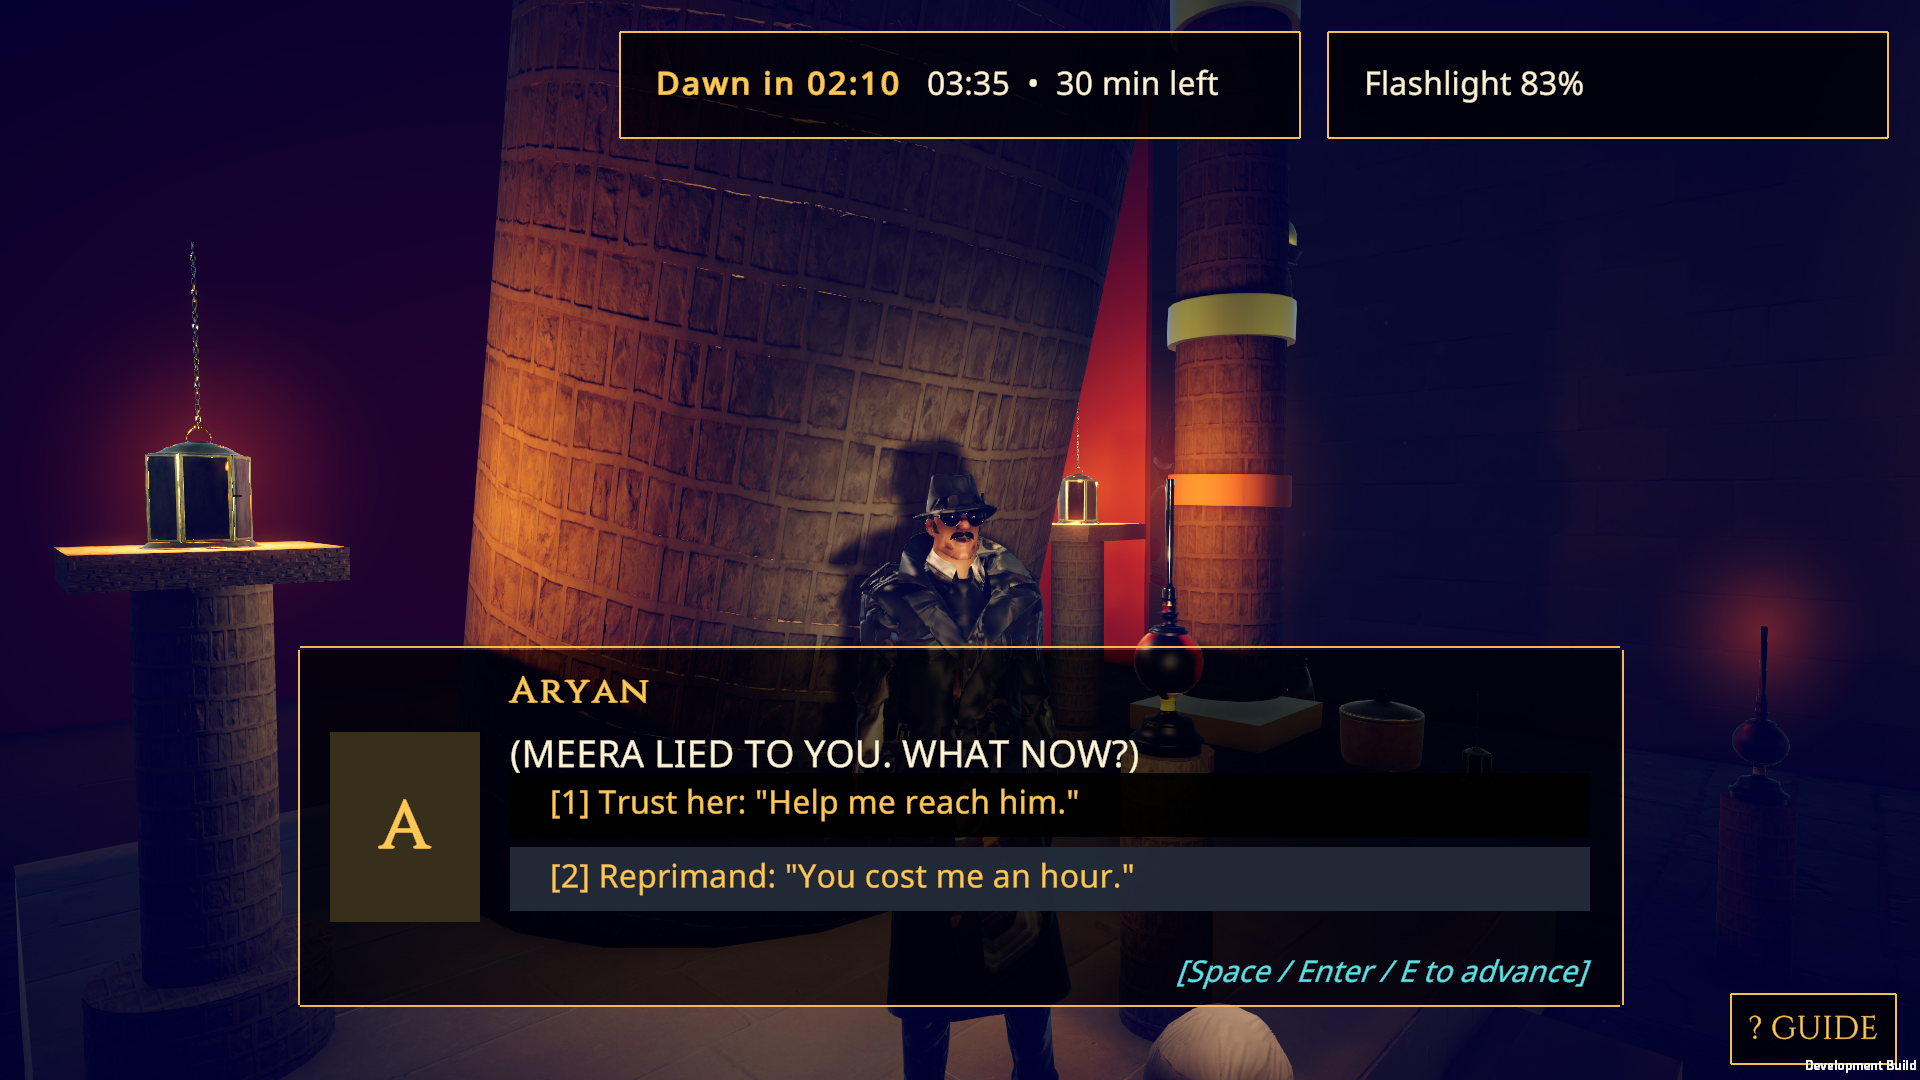 Dawn in 02:10 03:35 • 30 min left
Flashlight 83%
ARYAN
A
(MEERA LIED TO YOU. WHAT NOW?)
[1] Trust her: "Help me reach him."
[2] Reprimand: "You cost me an hour."
[Space / Enter / E to advance]
? GUIDE
Development Build